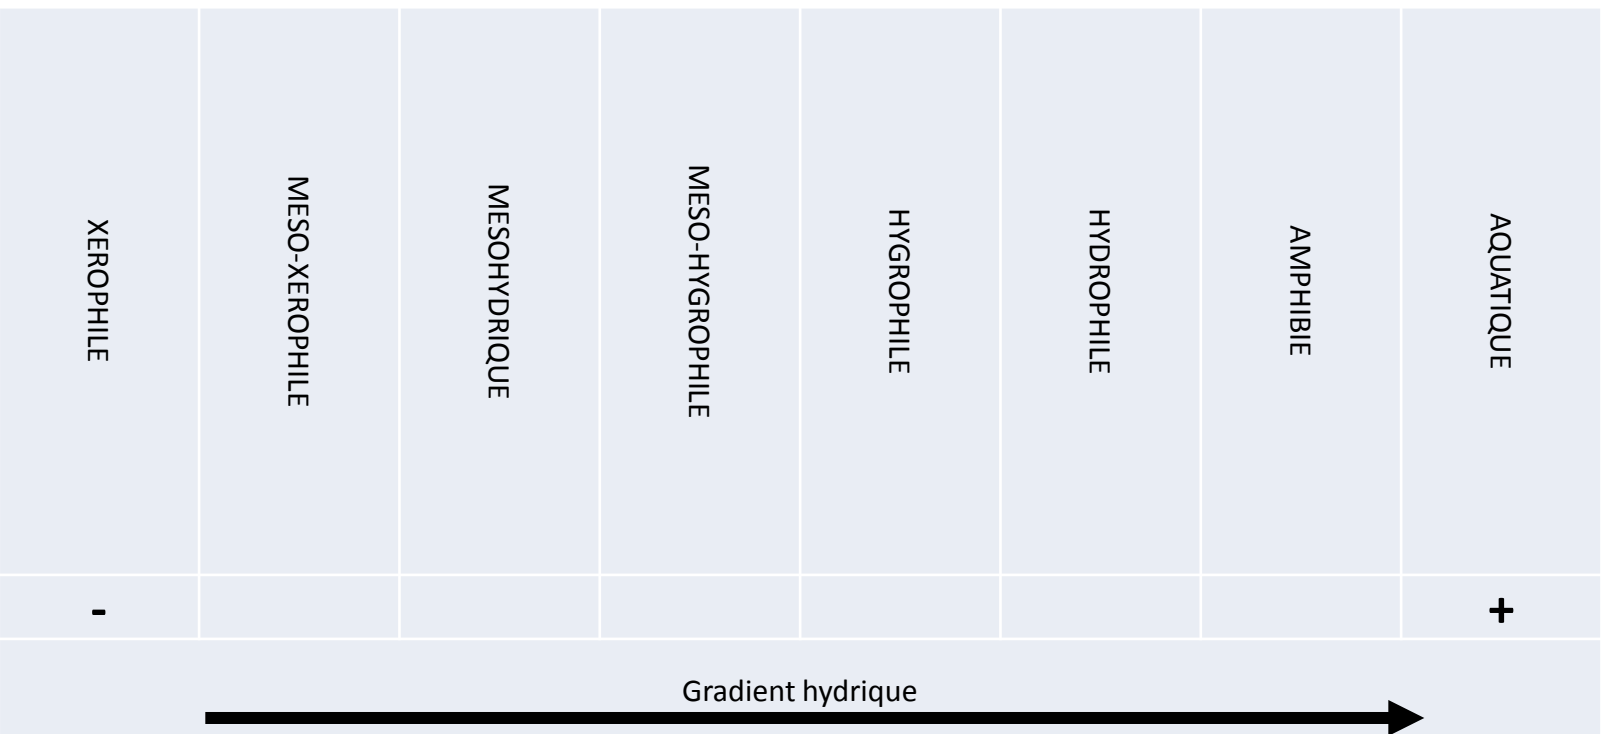 XEROPHILE
MESO-XEROPHILE
MESOHYDRIQUE
MESO-HYGROPHILE
HYGROPHILE
HYDROPHILE
AMPHIBIE
AQUATIQUE
-
+
Gradient hydrique